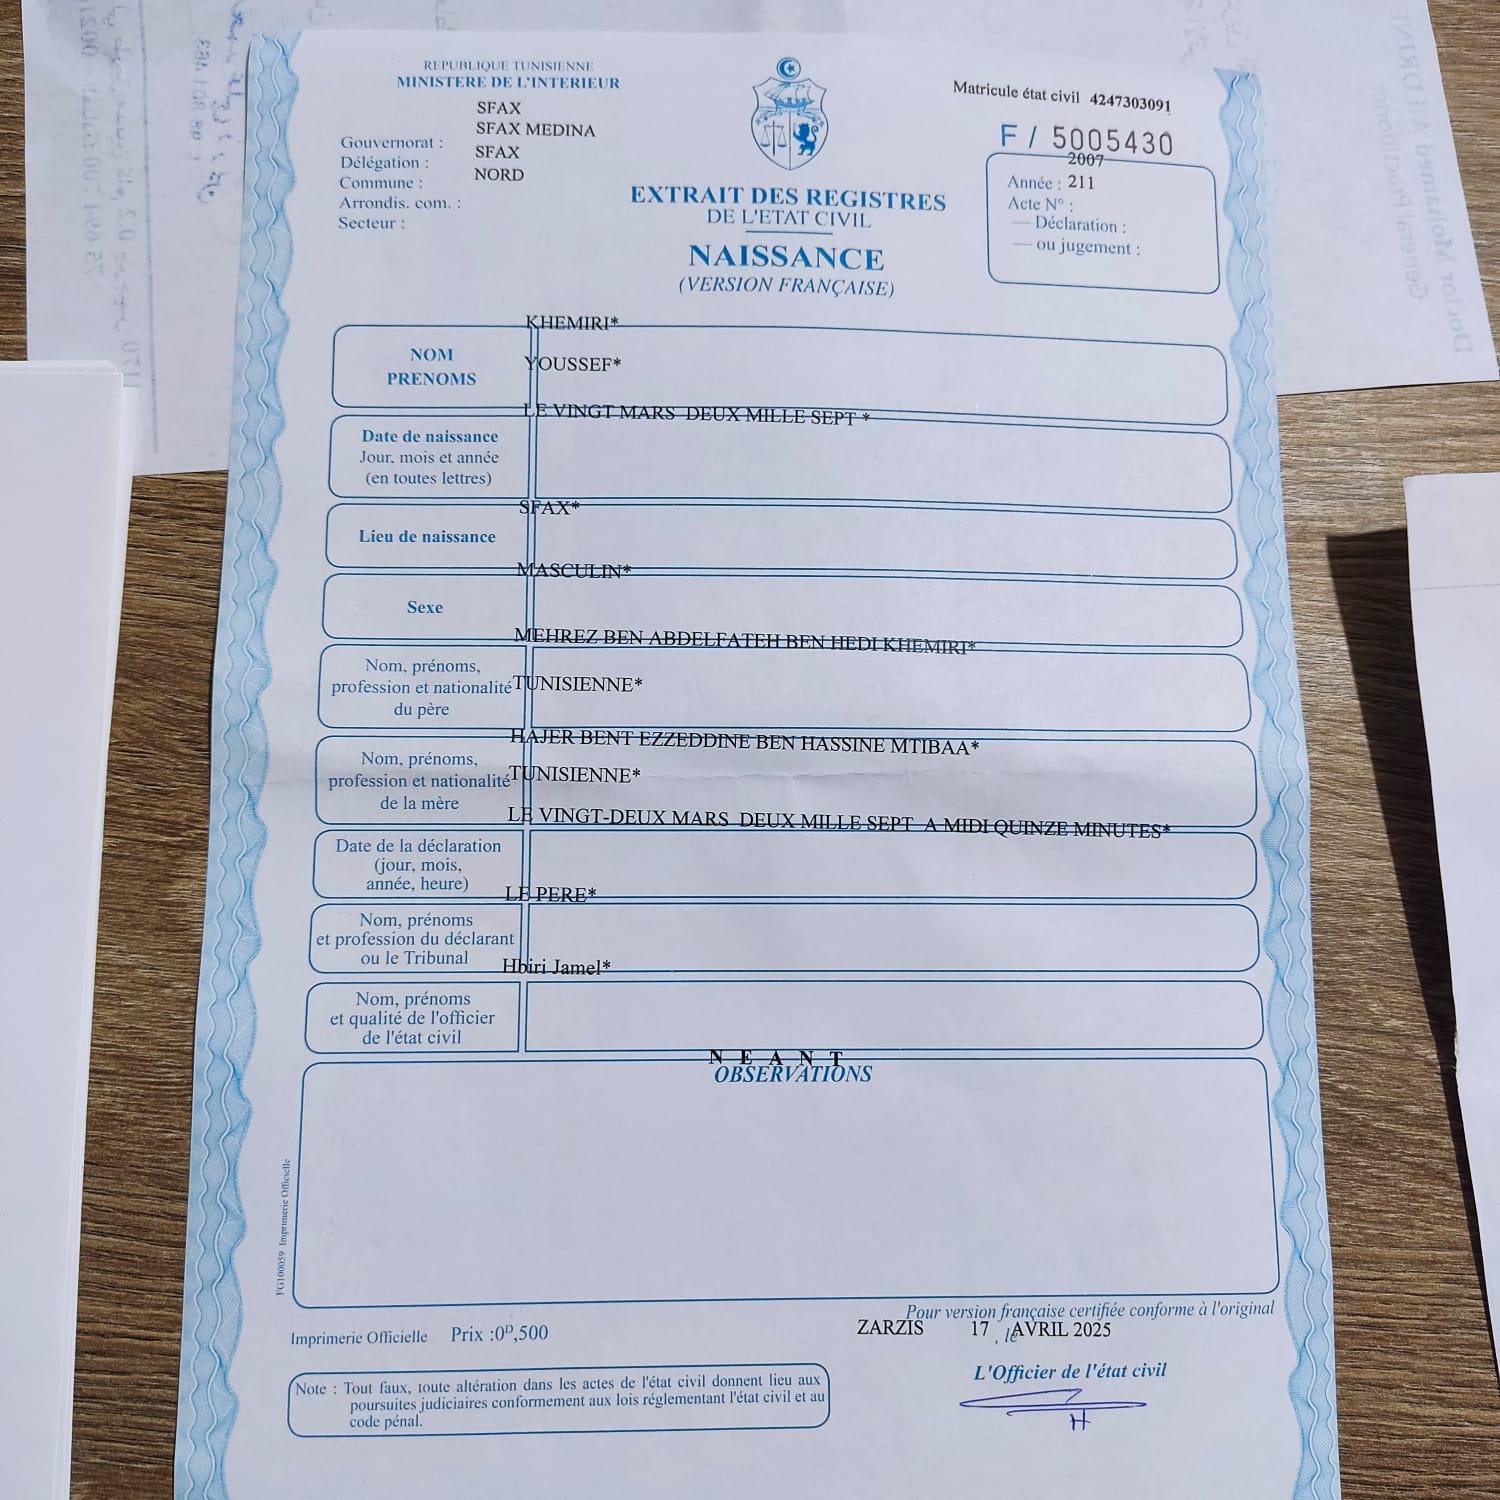 REPUBLIQUE TUNISIENNE
MINISTERE DE L'INTERIEUR
SFAX
SFAX MEDINA
SFAX
NORD
Gouvernorat :
Délégation :
Commune :
Arrondis. com. :
Secteur :
Matricule état civil 4247303091
F / 5005430
2007
Année : 211
Acte N° :
— Déclaration :
— ou jugement :
EXTRAIT DES REGISTRES
DE L'ETAT CIVIL
NAISSANCE
(VERSION FRANÇAISE)
KHEMIRI*
NOM
PRENOMS
YOUSSEF*
LE VINGT MARS DEUX MILLE SEPT *
Date de naissance
Jour, mois et année
(en toutes lettres)
SFAX*
Lieu de naissance
MASCULIN*
Sexe
MEHREZ BEN ABDELFATEH BEN HEDI KHEMIRI*
Nom, prénoms,
profession et nationalité
du père
TUNISIENNE*
HAJER BENT EZZEDDINE BEN HASSINE MTIBAA*
Nom, prénoms,
profession et nationalité
de la mère
TUNISIENNE*
LE VINGT-DEUX MARS DEUX MILLE SEPT A MIDI QUINZE MINUTES*
Date de la déclaration
(jour, mois,
année, heure)
LE PERE*
Nom, prénoms
et profession du déclarant
ou le Tribunal
Hbiri Jamel*
Nom, prénoms
et qualité de l'officier
de l'état civil
N E A N T
OBSERVATIONS
FG100059 Imprimerie Officielle
Pour version française certifiée conforme à l'original
ZARZIS 17 , le AVRIL 2025
Imprimerie Officielle Prix :0D,500
L'Officier de l'état civil
Note : Tout faux, toute altération dans les actes de l'état civil donnent lieu aux
poursuites judiciaires conformement aux lois réglementant l'état civil et au
code pénal.
Doctor Mohamed Ali DRINE
General Practitioner